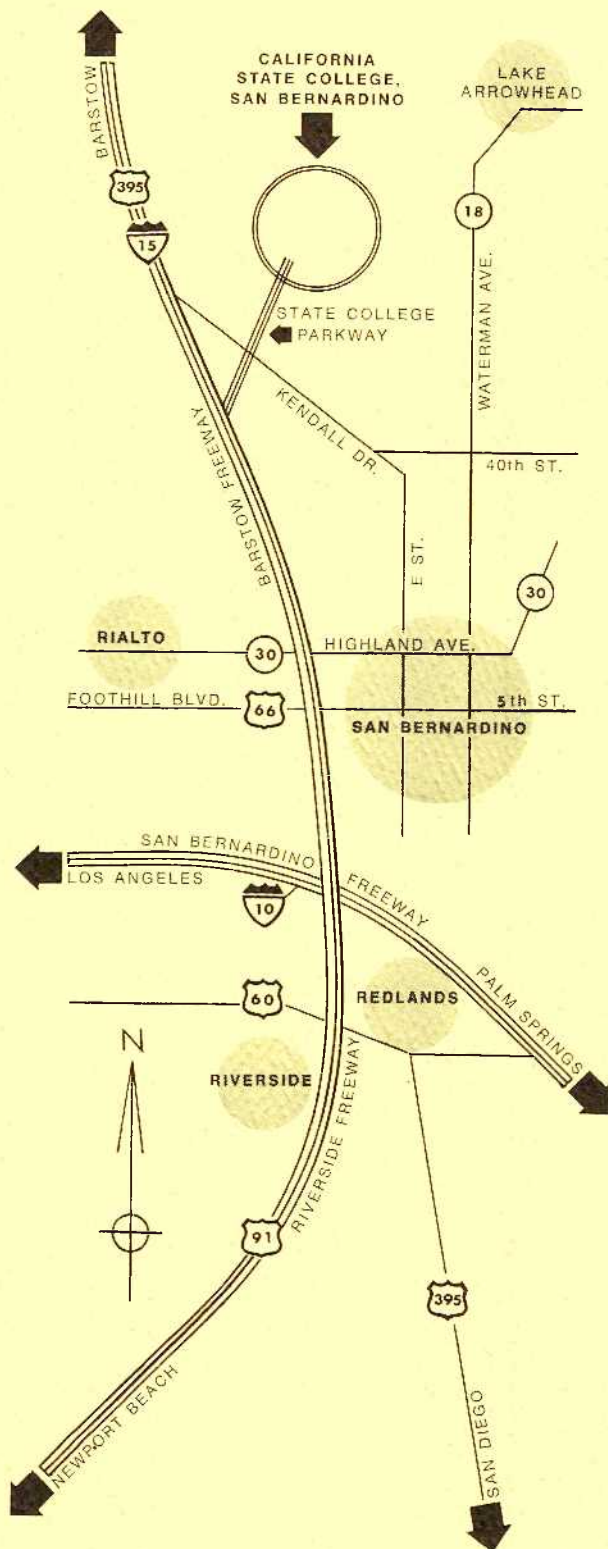 CALIFORNIA
STATE COLLEGE,
SAN BERNARDINO
LAKE
ARROWHEAD
BARSTOW
395
15
18
WATERMAN AVE.
STATE COLLEGE
PARKWAY
KENDALL DR.
40th ST.
BARSTOW FREEWAY
E ST.
30
RIALTO
30
HIGHLAND AVE.
FOOTHILL BLVD.
66
5th ST.
SAN BERNARDINO
SAN BERNARDINO
FREEWAY
LOS ANGELES
10
PALM SPRINGS
60
REDLANDS
N
RIVERSIDE
RIVERSIDE FREEWAY
91
395
NEWPORT BEACH
SAN DIEGO